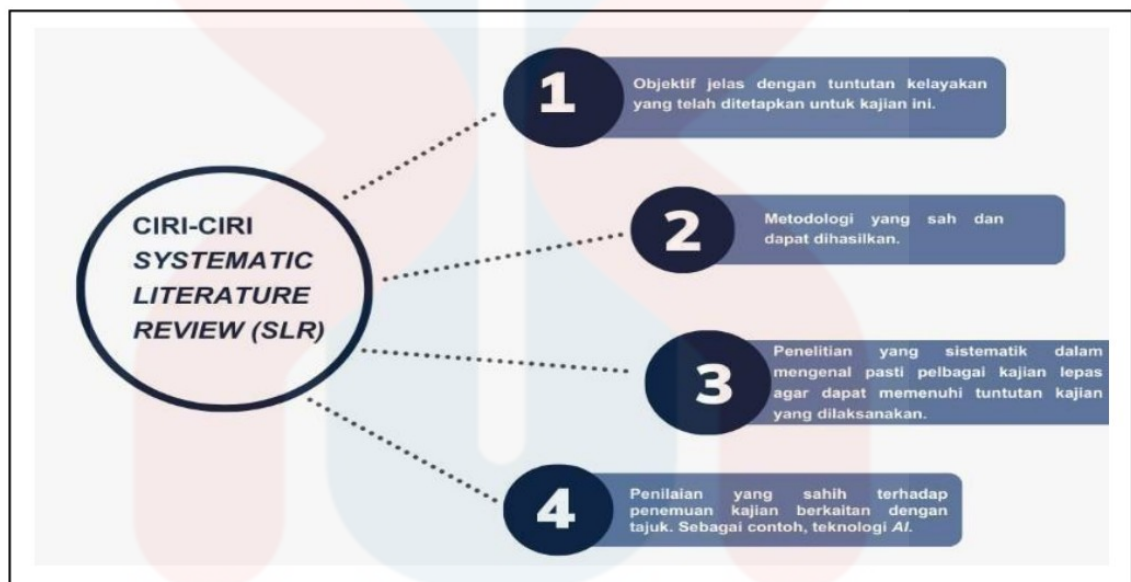 1
Objektif jelas dengan tuntutan kelayakan
yang telah ditetapkan untuk kajian ini.
CIRI-CIRI
SYSTEMATIC
LITERATURE
REVIEW (SLR)
2
Metodologi yang sah dan
dapat dihasilkan.
3
Penelitian yang sistematik dalam
mengenal pasti pelbagai kajian lepas
agar dapat memenuhi tuntutan kajian
yang dilaksanakan.
4
Penilaian yang sahih terhadap
penemuan kajian berkaitan dengan
tajuk. Sebagai contoh, teknologi AI.